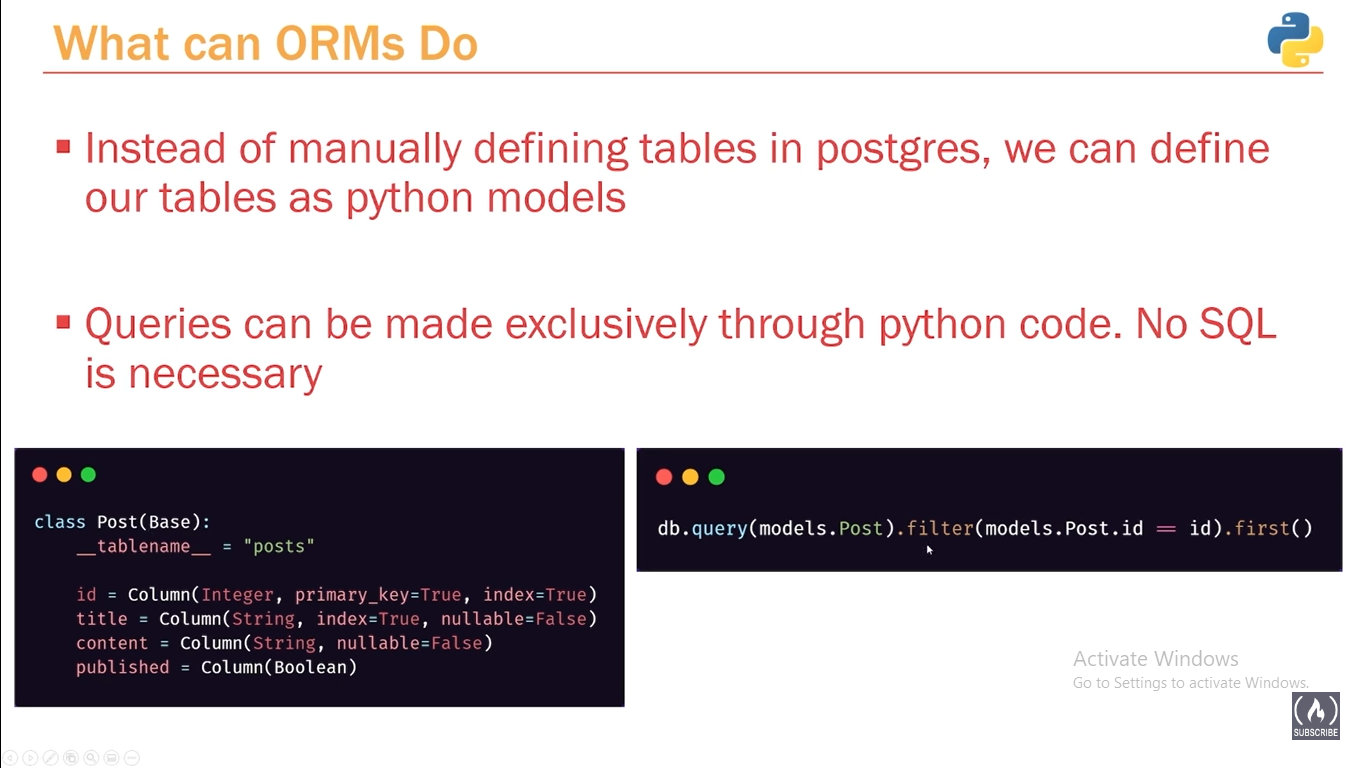 What can ORMs Do
Instead of manually defining tables in postgres, we can define
our tables as python models
Queries can be made exclusively through python code. No SQL
is necessary
class Post(Base):
    __tablename__ = "posts"
    id = Column(Integer, primary_key=True, index=True)
    title = Column(String, index=True, nullable=False)
    content = Column(String, nullable=False)
    published = Column(Boolean)
db.query(models.Post).filter(models.Post.id == id).first()
Activate Windows
Go to Settings to activate Windows.
SUBSCRIBE